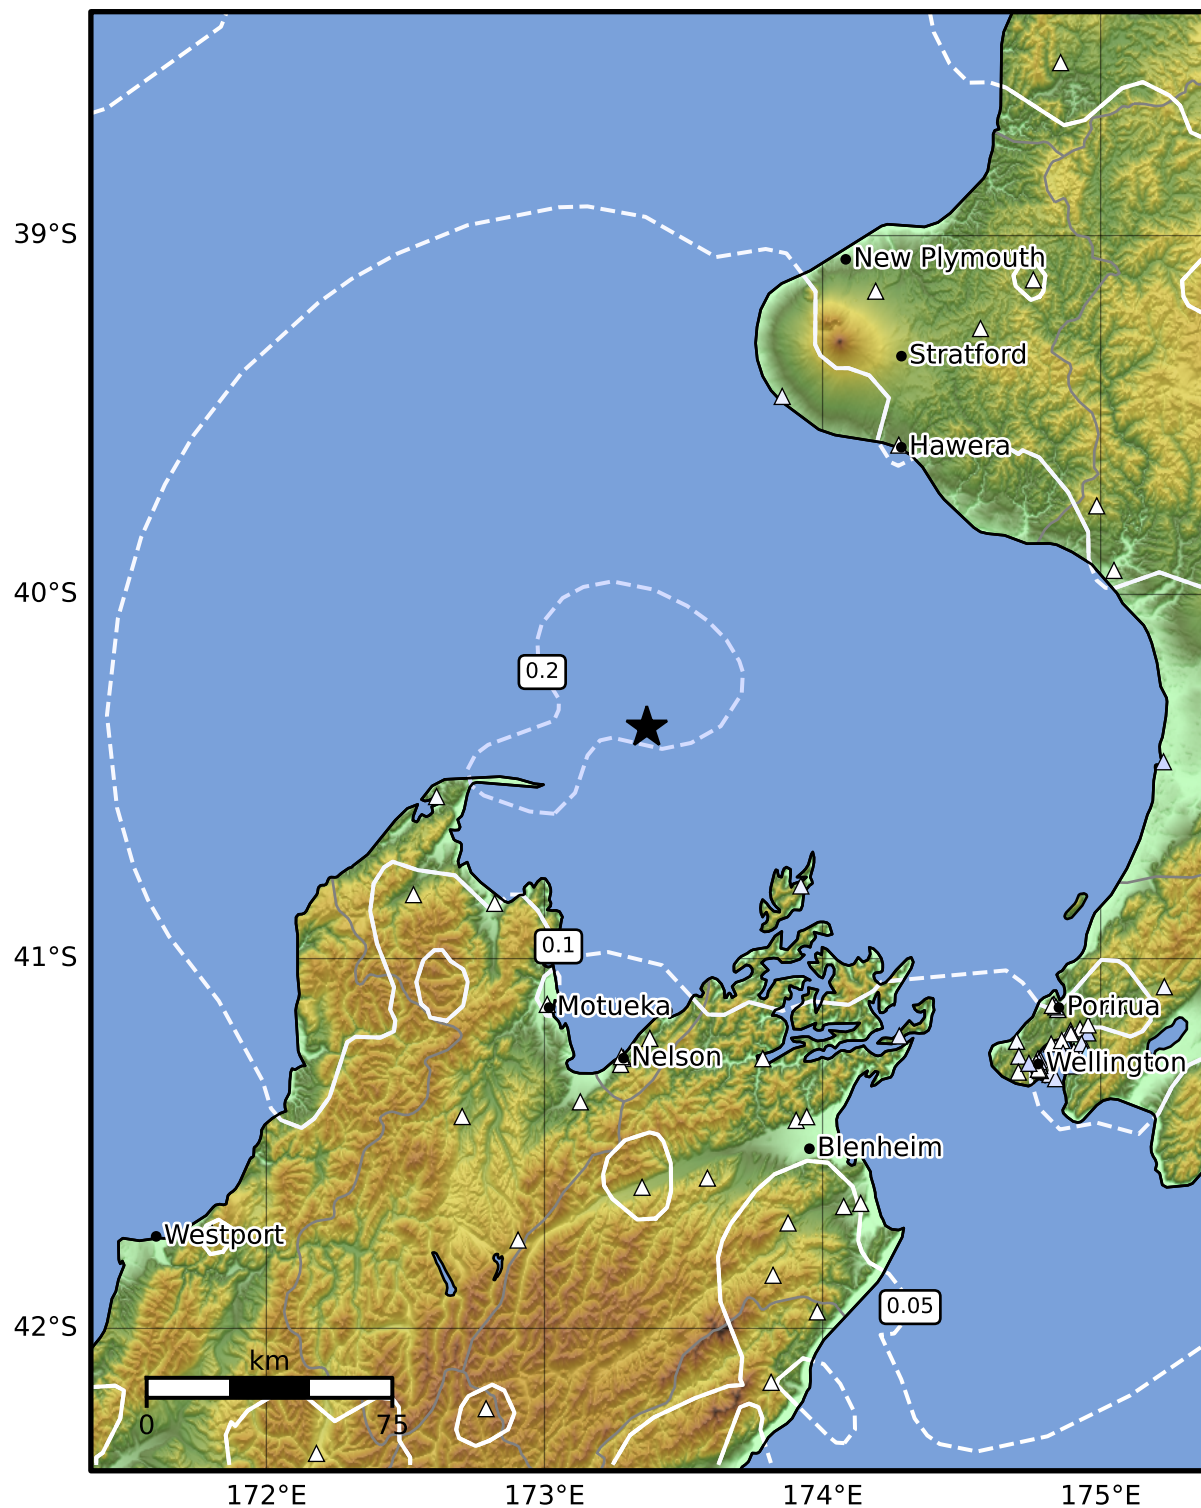 39°S
New Plymouth
Stratford
Hawera
40°S
0.2
41°S
0.1
Motueka
Porirua
Nelson
Wellington
Blenheim
Westport
0.05
42°S
km
0
75
172°E
173°E
174°E
175°E